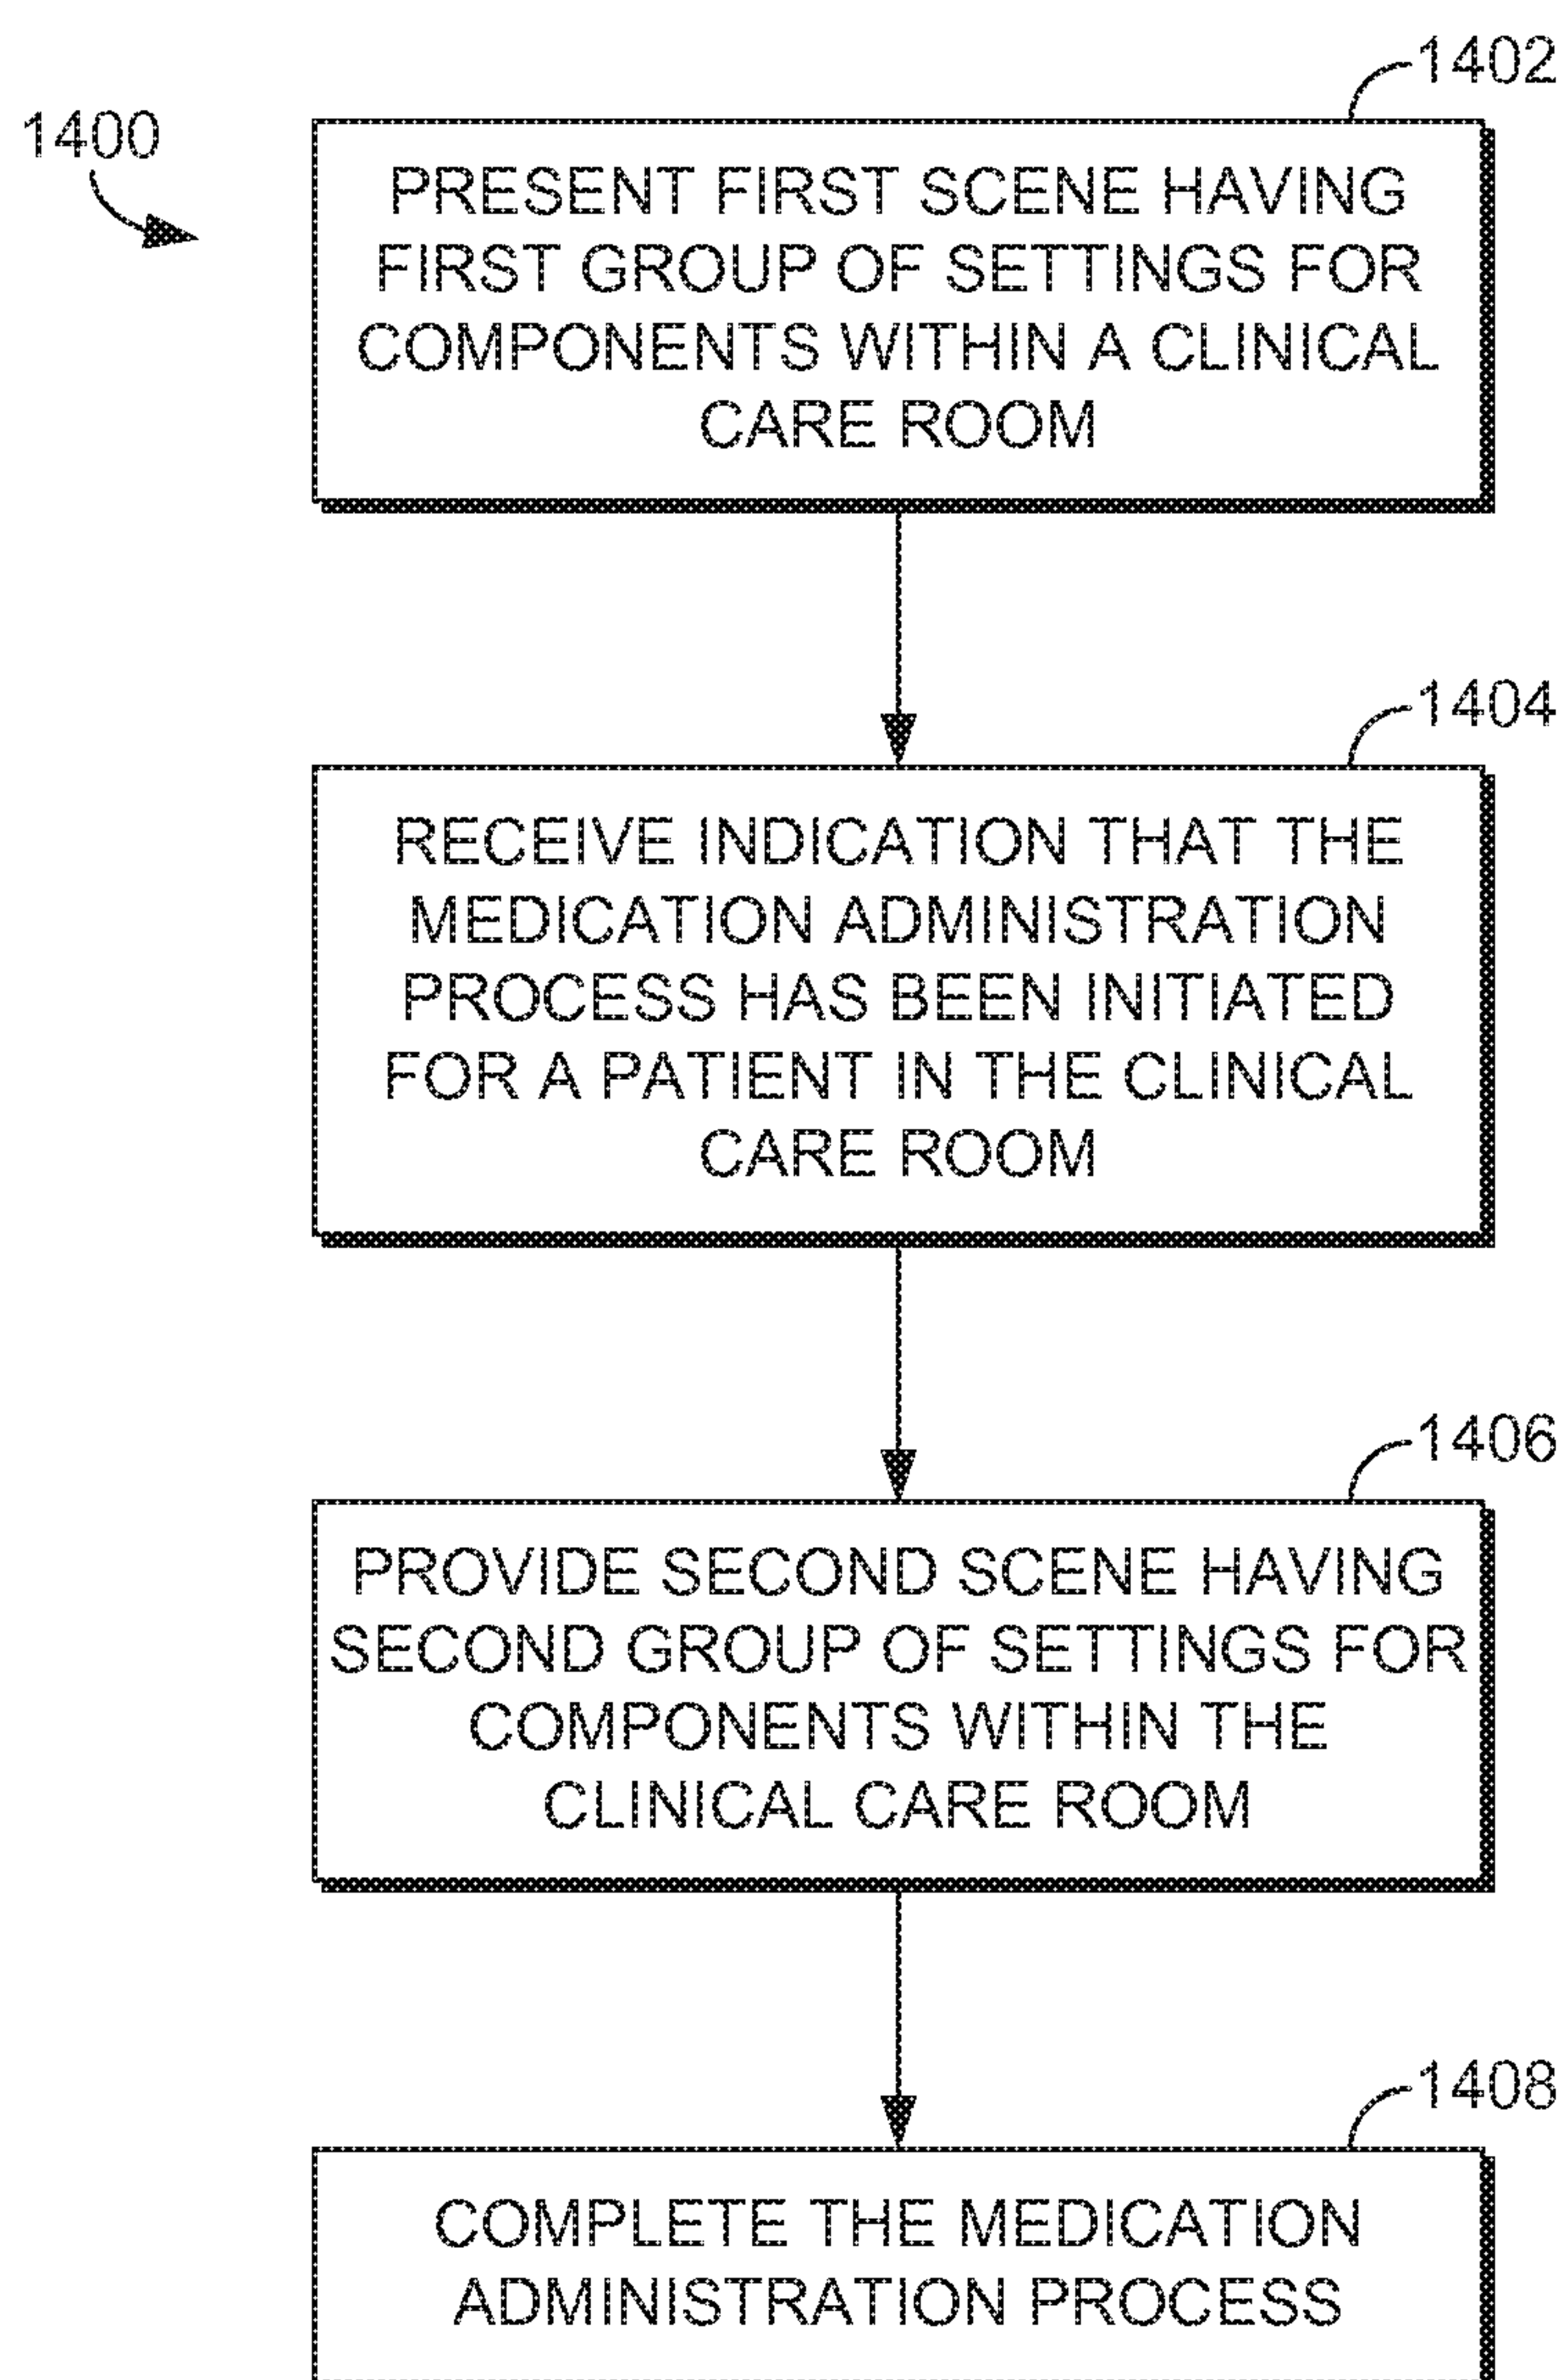 1400
1402
PRESENT FIRST SCENE HAVING
FIRST GROUP OF SETTINGS FOR
COMPONENTS WITHIN A CLINICAL
CARE ROOM
1404
RECEIVE INDICATION THAT THE
MEDICATION ADMINISTRATION
PROCESS HAS BEEN INITIATED
FOR A PATIENT IN THE CLINICAL
CARE ROOM
1406
PROVIDE SECOND SCENE HAVING
SECOND GROUP OF SETTINGS FOR
COMPONENTS WITHIN THE
CLINICAL CARE ROOM
1408
COMPLETE THE MEDICATION
ADMINISTRATION PROCESS